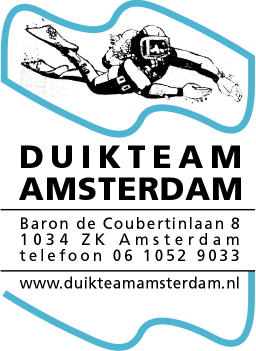 DUIKTEAM
AMSTERDAM
Baron de Coubertinlaan 8
1034 ZK Amsterdam
telefoon 06 1052 9033
www.duikteamamsterdam.nl